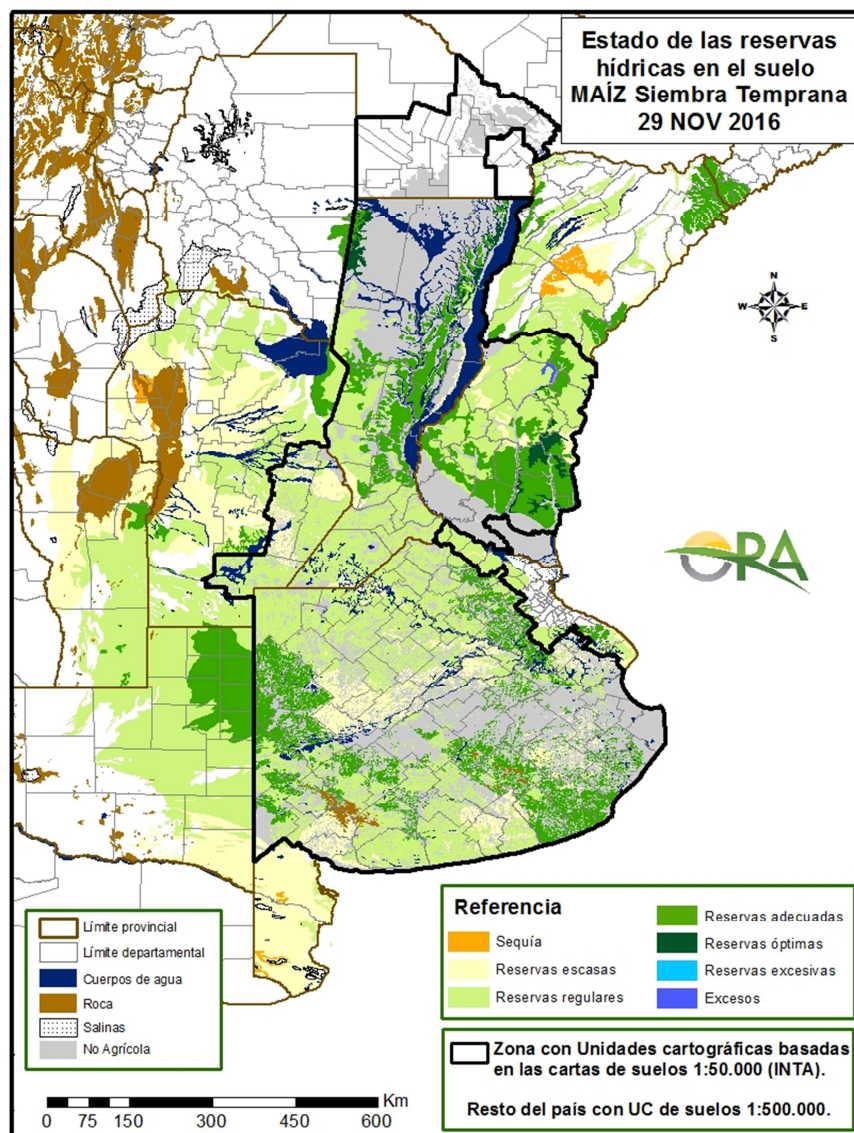 Estado de las reservas
hídricas en el suelo
MAÍZ Siembra Temprana
29 NOV 2016
N
W
E
S
ORA
Límite provincial
Límite departamental
Cuerpos de agua
Roca
Salinas
No Agrícola
Referencia
Sequía
Reservas escasas
Reservas regulares
Reservas adecuadas
Reservas óptimas
Reservas excesivas
Excesos
Zona con Unidades cartográficas basadas
en las cartas de suelos 1:50.000 (INTA).
Resto del país con UC de suelos 1:500.000.
Km
0 75 150 300 450 600